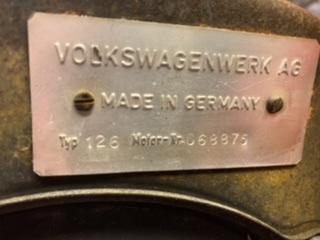 VOLKSWAGENWERK AG
MADE IN GERMANY
Typ 126 Motor-Nr. 068875